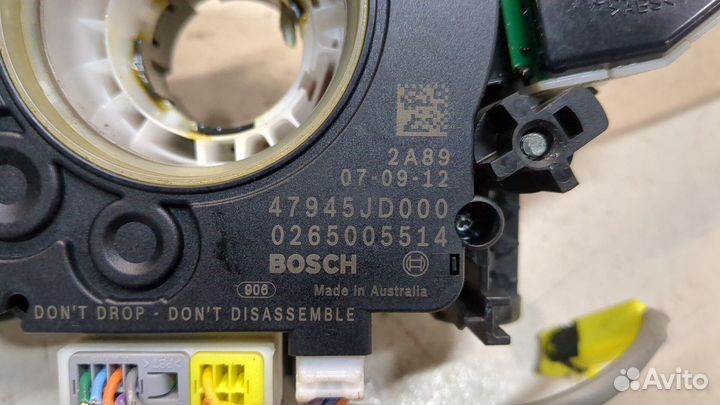 2A89
07-09-12
47945JD000
0265005514
BOSCH
906
Made in Australia
DON'T DROP - DON'T DISASSEMBLE
Avito